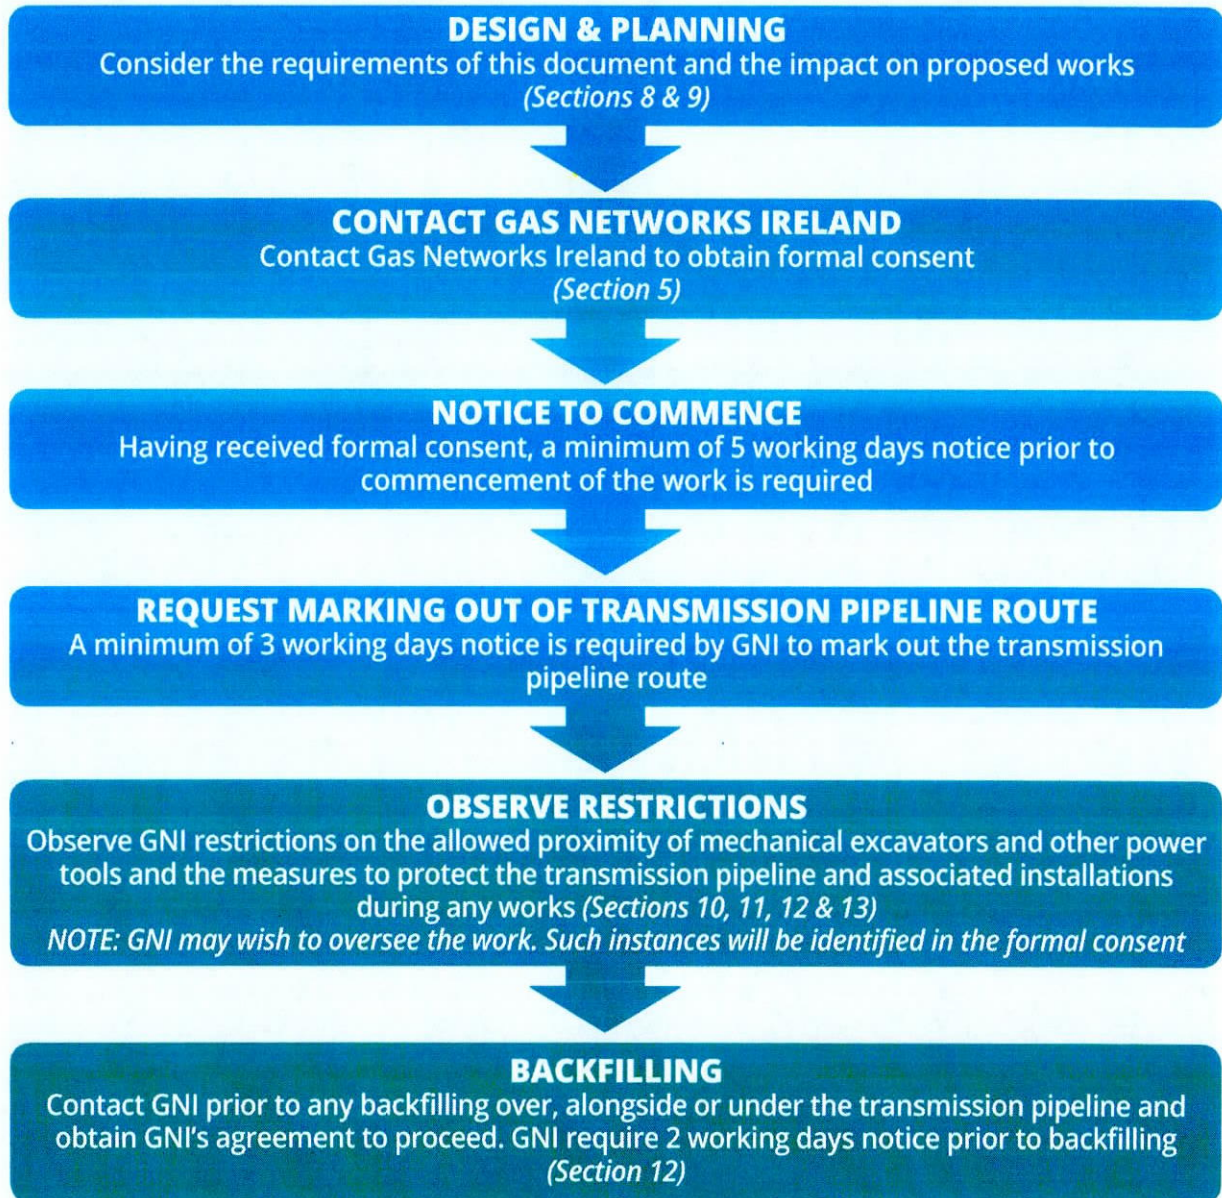 DESIGN & PLANNING
Consider the requirements of this document and the impact on proposed works
(Sections 8 & 9)
CONTACT GAS NETWORKS IRELAND
Contact Gas Networks Ireland to obtain formal consent
(Section 5)
NOTICE TO COMMENCE
Having received formal consent, a minimum of 5 working days notice prior to
commencement of the work is required
REQUEST MARKING OUT OF TRANSMISSION PIPELINE ROUTE
A minimum of 3 working days notice is required by GNI to mark out the transmission
pipeline route
OBSERVE RESTRICTIONS
Observe GNI restrictions on the allowed proximity of mechanical excavators and other power
tools and the measures to protect the transmission pipeline and associated installations
during any works (Sections 10, 11, 12 & 13)
NOTE: GNI may wish to oversee the work. Such instances will be identified in the formal consent
BACKFILLING
Contact GNI prior to any backfilling over, alongside or under the transmission pipeline and
obtain GNI's agreement to proceed. GNI require 2 working days notice prior to backfilling
(Section 12)